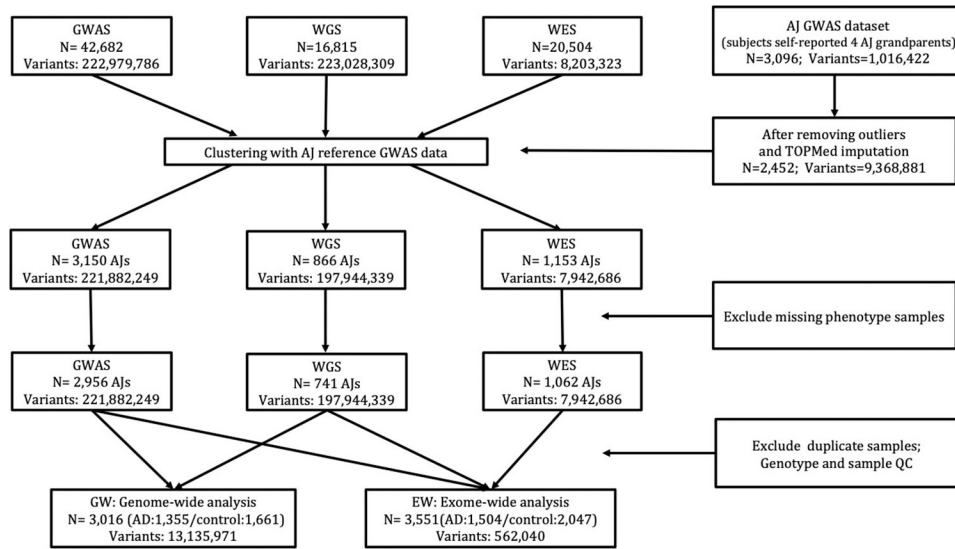 GWAS
N= 42,682
Variants: 222,979,786
WGS
N=16,815
Variants: 223,028,309
WES
N=20,504
Variants: 8,203,323
AJ GWAS dataset
(subjects self-reported 4 AJ grandparents)
N=3,096;  Variants=1,016,422
Clustering with AJ reference GWAS data
After removing outliers
and TOPMed imputation
N=2,452;  Variants=9,368,881
GWAS
N= 3,150 AJs
Variants: 221,882,249
WGS
N= 866 AJs
Variants: 197,944,339
WES
N= 1,153 AJs
Variants: 7,942,686
Exclude missing phenotype samples
GWAS
N= 2,956 AJs
Variants: 221,882,249
WGS
N= 741 AJs
Variants: 197,944,339
WES
N= 1,062 AJs
Variants: 7,942,686
Exclude duplicate samples;
Genotype and sample QC
GW: Genome-wide analysis
N= 3,016 (AD:1,355/control:1,661)
Variants: 13,135,971
EW: Exome-wide analysis
N= 3,551(AD:1,504/control:2,047)
Variants: 562,040